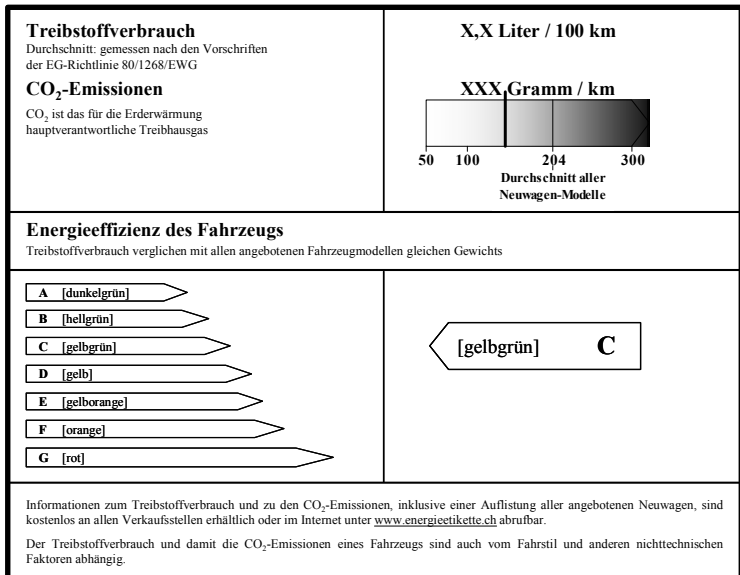 Treibstoffverbrauch
Durchschnitt: gemessen nach den Vorschriften
der EG-Richtlinie 80/1268/EWG
X,X Liter / 100 km
CO₂-Emissionen
CO₂ ist das für die Erderwärmung
hauptverantwortliche Treibhausgas
XXX Gramm / km
50 100 204 300
Durchschnitt aller
Neuwagen-Modelle
Energieeffizienz des Fahrzeugs
Treibstoffverbrauch verglichen mit allen angebotenen Fahrzeugmodellen gleichen Gewichts
A [dunkelgrün]
B [hellgrün]
C [gelbgrün]
D [gelb]
E [gelborange]
F [orange]
G [rot]
[gelbgrün] C
Informationen zum Treibstoffverbrauch und zu den CO₂-Emissionen, inklusive einer Auflistung aller angebotenen Neuwagen, sind
kostenlos an allen Verkaufsstellen erhältlich oder im Internet unter www.energieetikette.ch abrufbar.
Der Treibstoffverbrauch und damit die CO₂-Emissionen eines Fahrzeugs sind auch vom Fahrstil und anderen nichttechnischen
Faktoren abhängig.